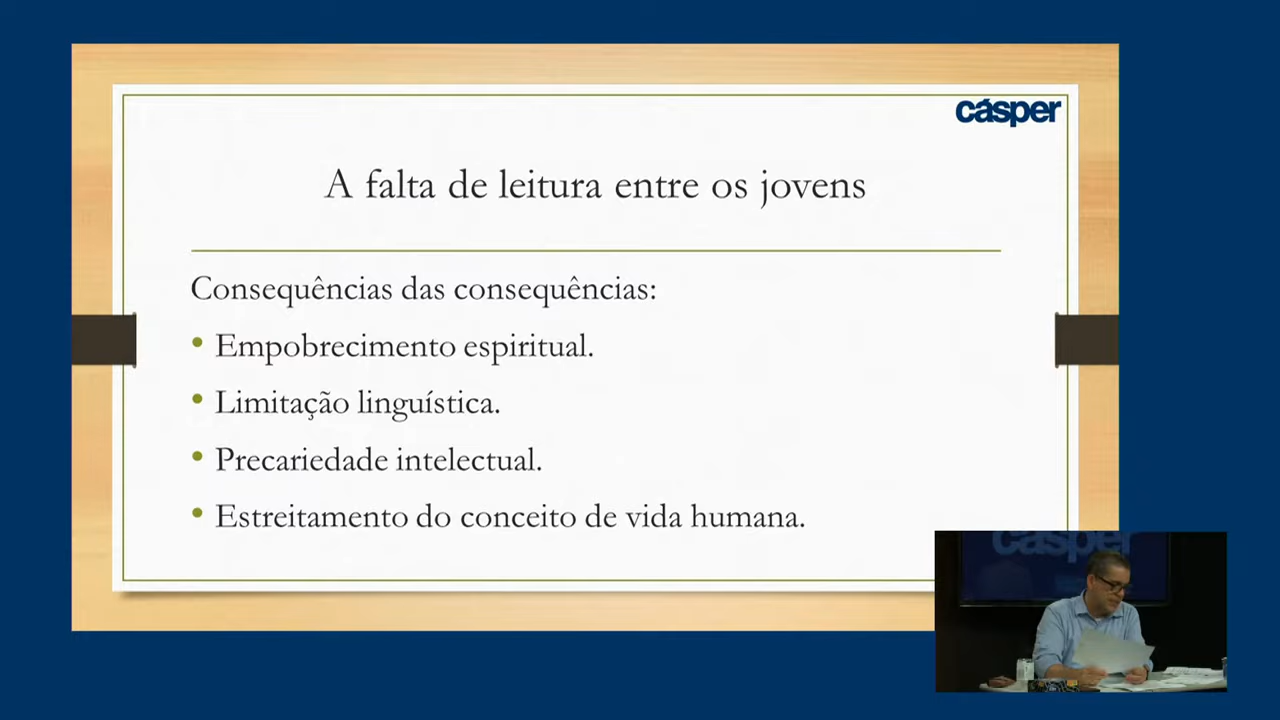 cásper
A falta de leitura entre os jovens
Consequências das consequências:
• Empobrecimento espiritual.
• Limitação linguística.
• Precariedade intelectual.
• Estreitamento do conceito de vida humana.
cásper